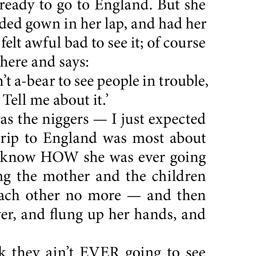 ready to go to England. But she
ded gown in her lap, and had her
felt awful bad to see it; of course
here and says:
’t a-bear to see people in trouble,
Tell me about it.’
as the niggers — I just expected
rip to England was most about
know HOW she was ever going
ng the mother and the children
ach other no more — and then
er, and flung up her hands, and
k they ain’t EVER going to see